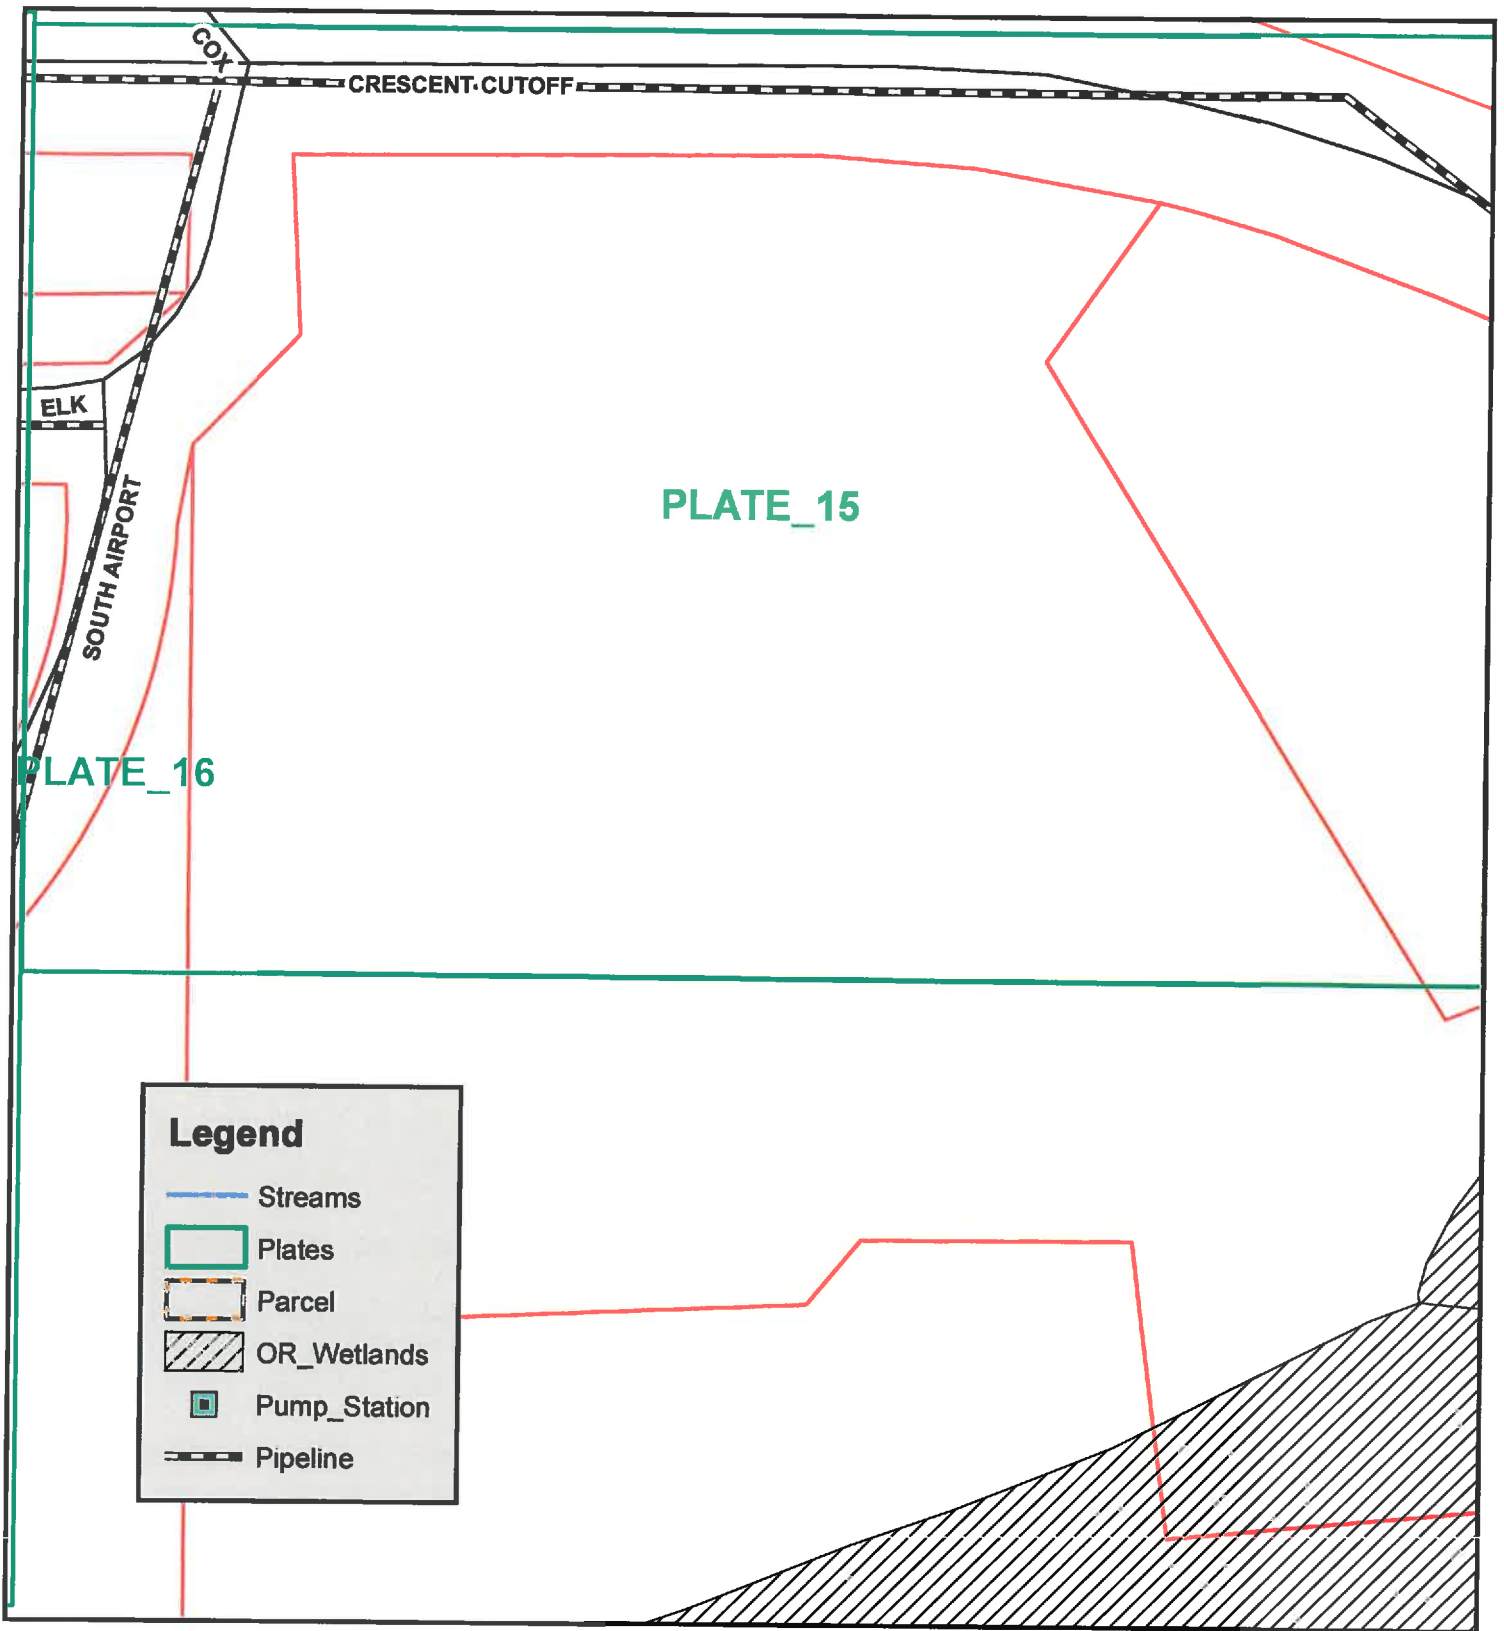 COX
CRESCENT CUTOFF
ELK
SOUTH AIRPORT
PLATE_15
PLATE_16
Legend
Streams
Plates
Parcel
OR_Wetlands
Pump_Station
Pipeline